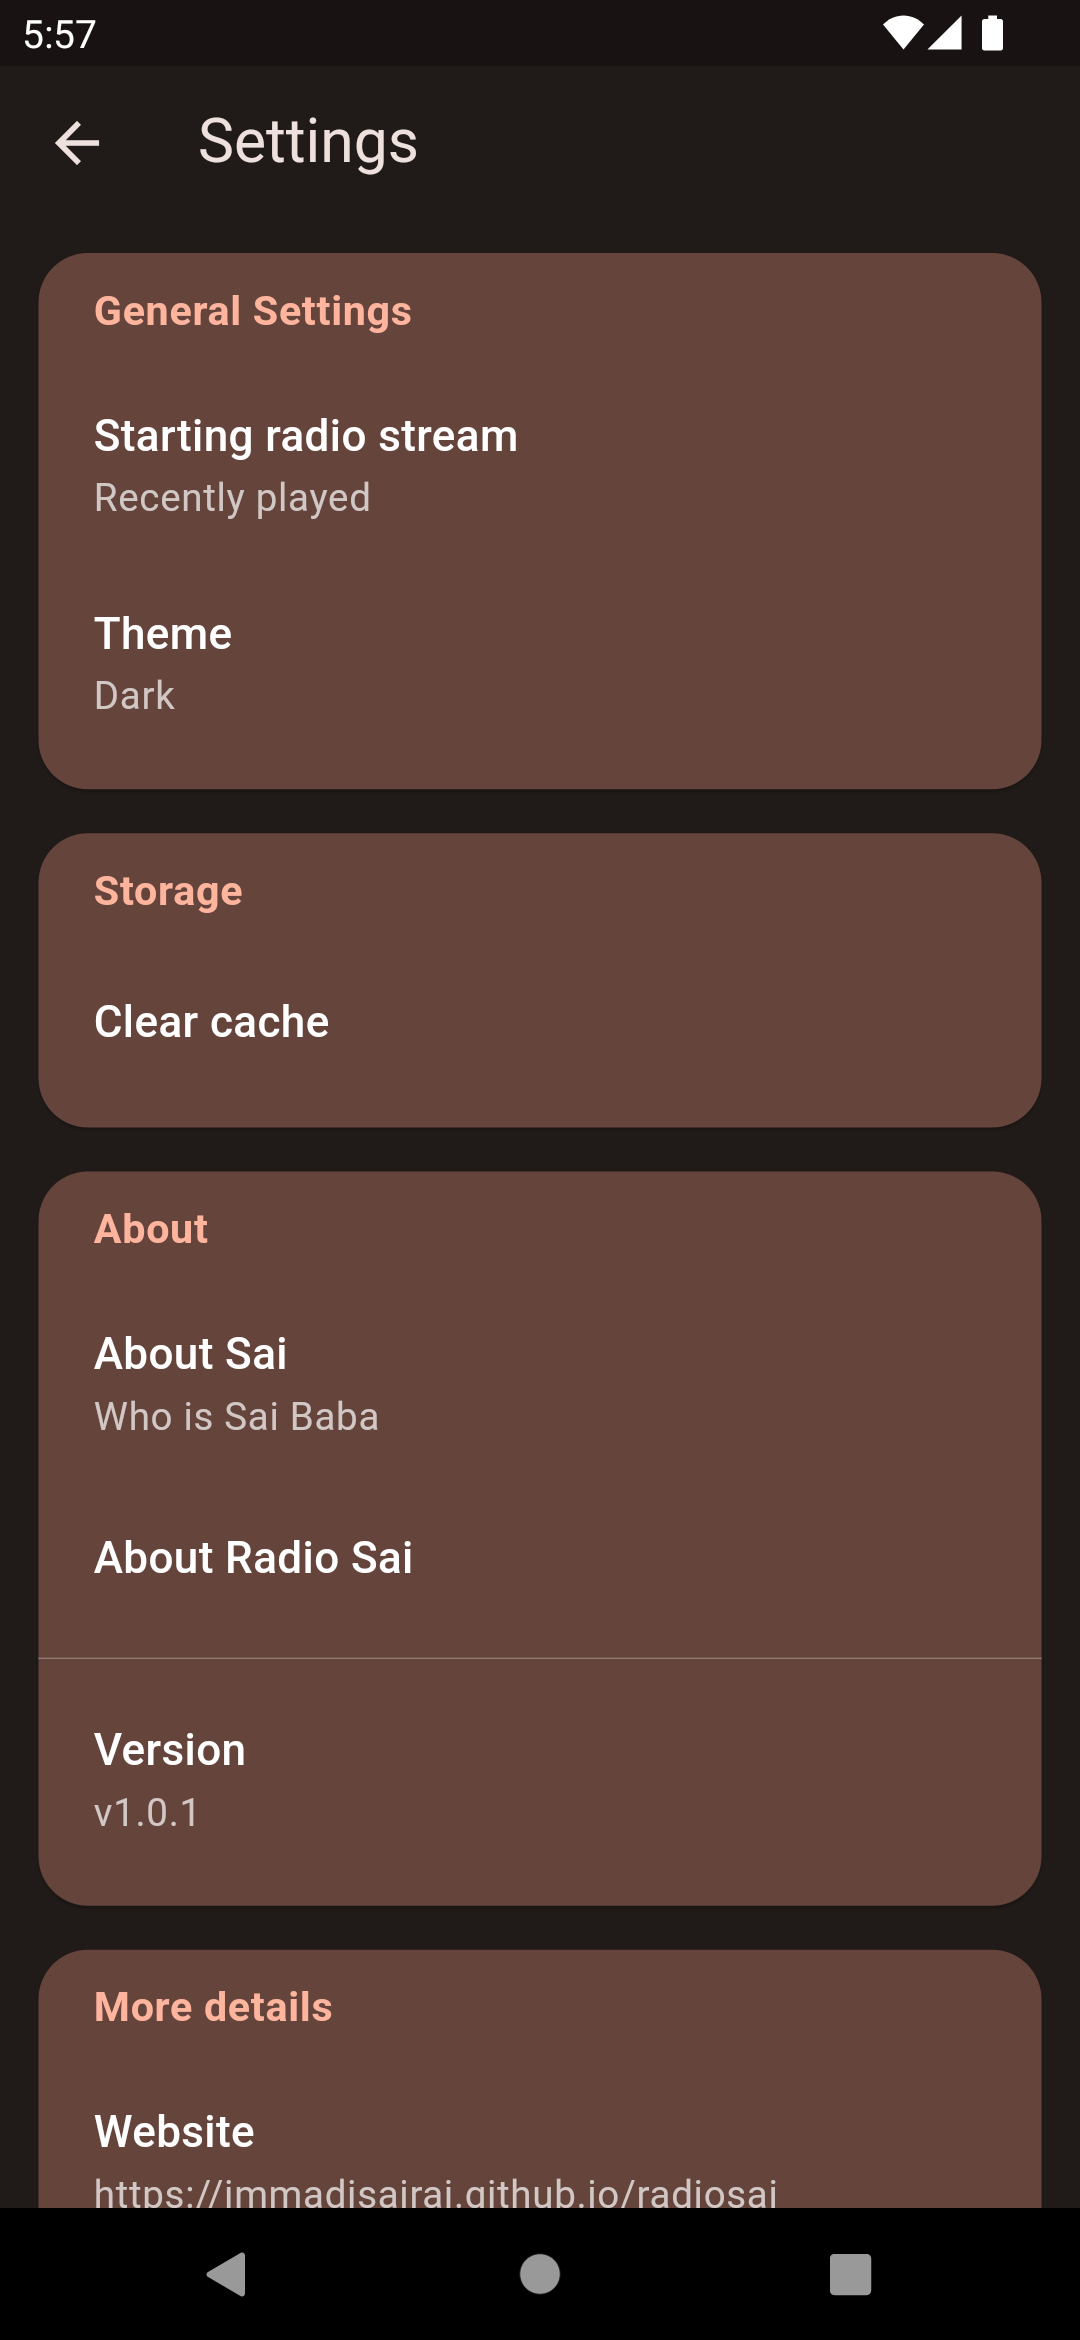 5:57
Settings
General Settings
Starting radio stream
Recently played
Theme
Dark
Storage
Clear cache
About
About Sai
Who is Sai Baba
About Radio Sai
Version
v1.0.1
More details
Website
https://immadisairaj.github.io/radiosai